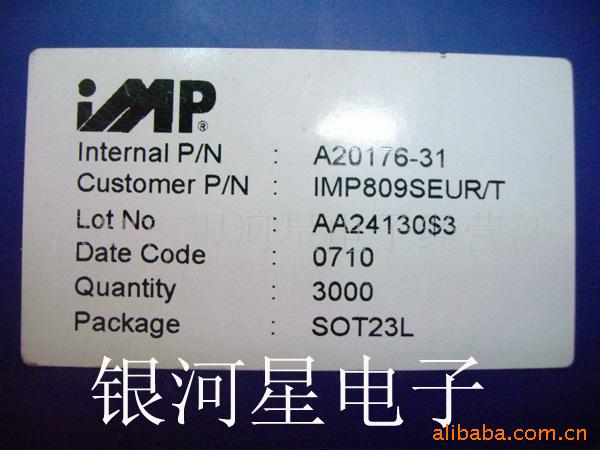 iMP®
Internal P/N : A20176-31
Customer P/N : IMP809SEUR/T
Lot No : AA24130$3
Date Code : 0710
Quantity : 3000
Package : SOT23L
银河星电子
alibaba.com.cn